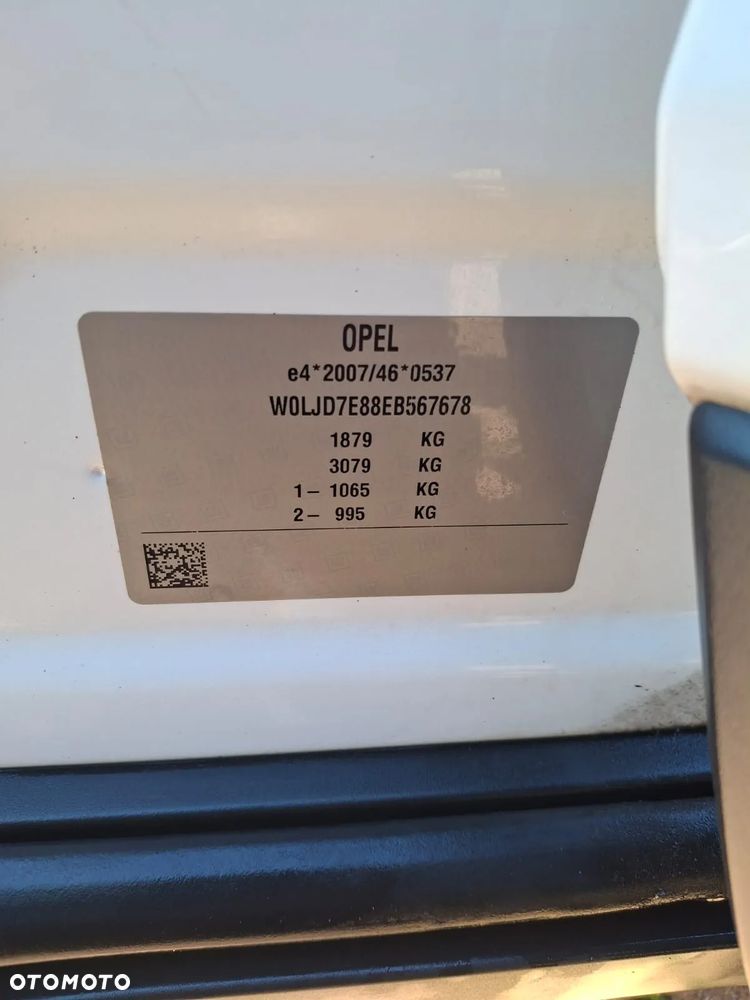 OPEL
e4*2007/46*0537
W0LJD7E88EB567678
1879 KG
3079 KG
1- 1065 KG
2- 995 KG
OTOMOTO